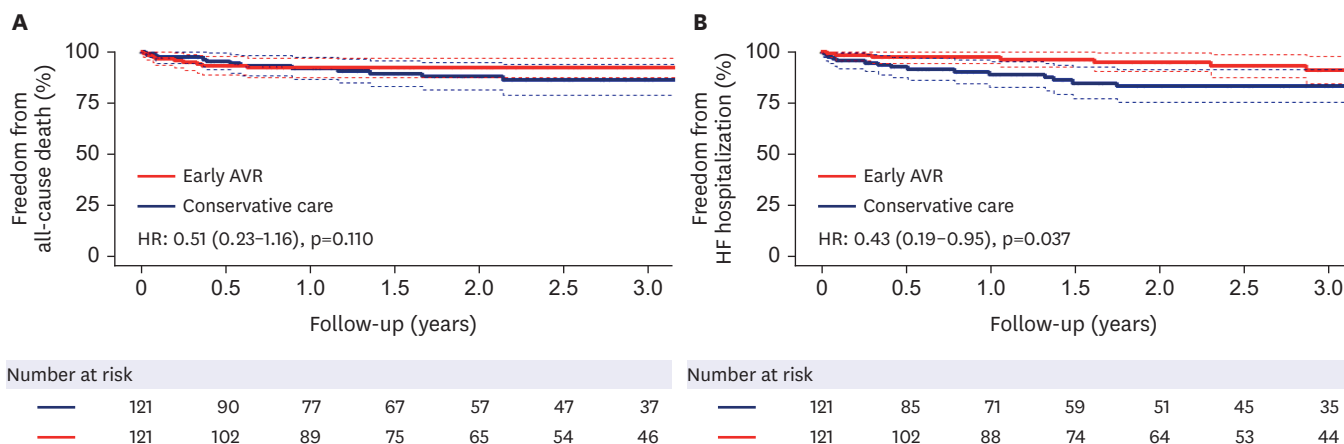 A
Freedom from
all-cause death (%)
100
75
50
25
0
Early AVR
Conservative care
HR: 0.51 (0.23–1.16), p=0.110
0 0.5 1.0 1.5 2.0 2.5 3.0
Follow-up (years)
Number at risk
121 90 77 67 57 47 37
121 102 89 75 65 54 46
B
Freedom from
HF hospitalization (%)
100
75
50
25
0
Early AVR
Conservative care
HR: 0.43 (0.19–0.95), p=0.037
0 0.5 1.0 1.5 2.0 2.5 3.0
Follow-up (years)
Number at risk
121 85 71 59 51 45 35
121 102 88 74 64 53 44